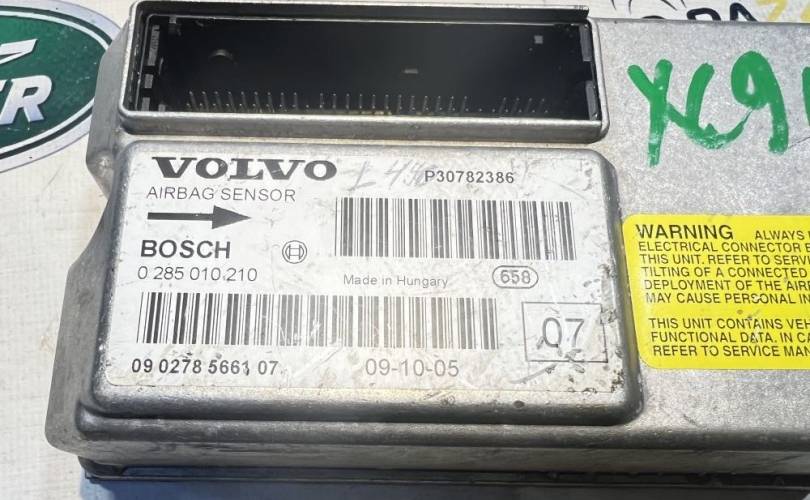 XC9
VOLVO
P30782386
AIRBAG SENSOR
BOSCH
0 285 010 210
Made in Hungary
658
07
09 0278 5661 07
09-10-05
WARNING ALWAYS
ELECTRICAL CONNECTOR
THIS UNIT. REFER TO
TILTING OF A CONNECTED
DEPLOYMENT OF THE
MAY CAUSE PERSONAL
THIS UNIT CONTAINS
FUNCTIONAL DATA. IN
REFER TO SERVICE